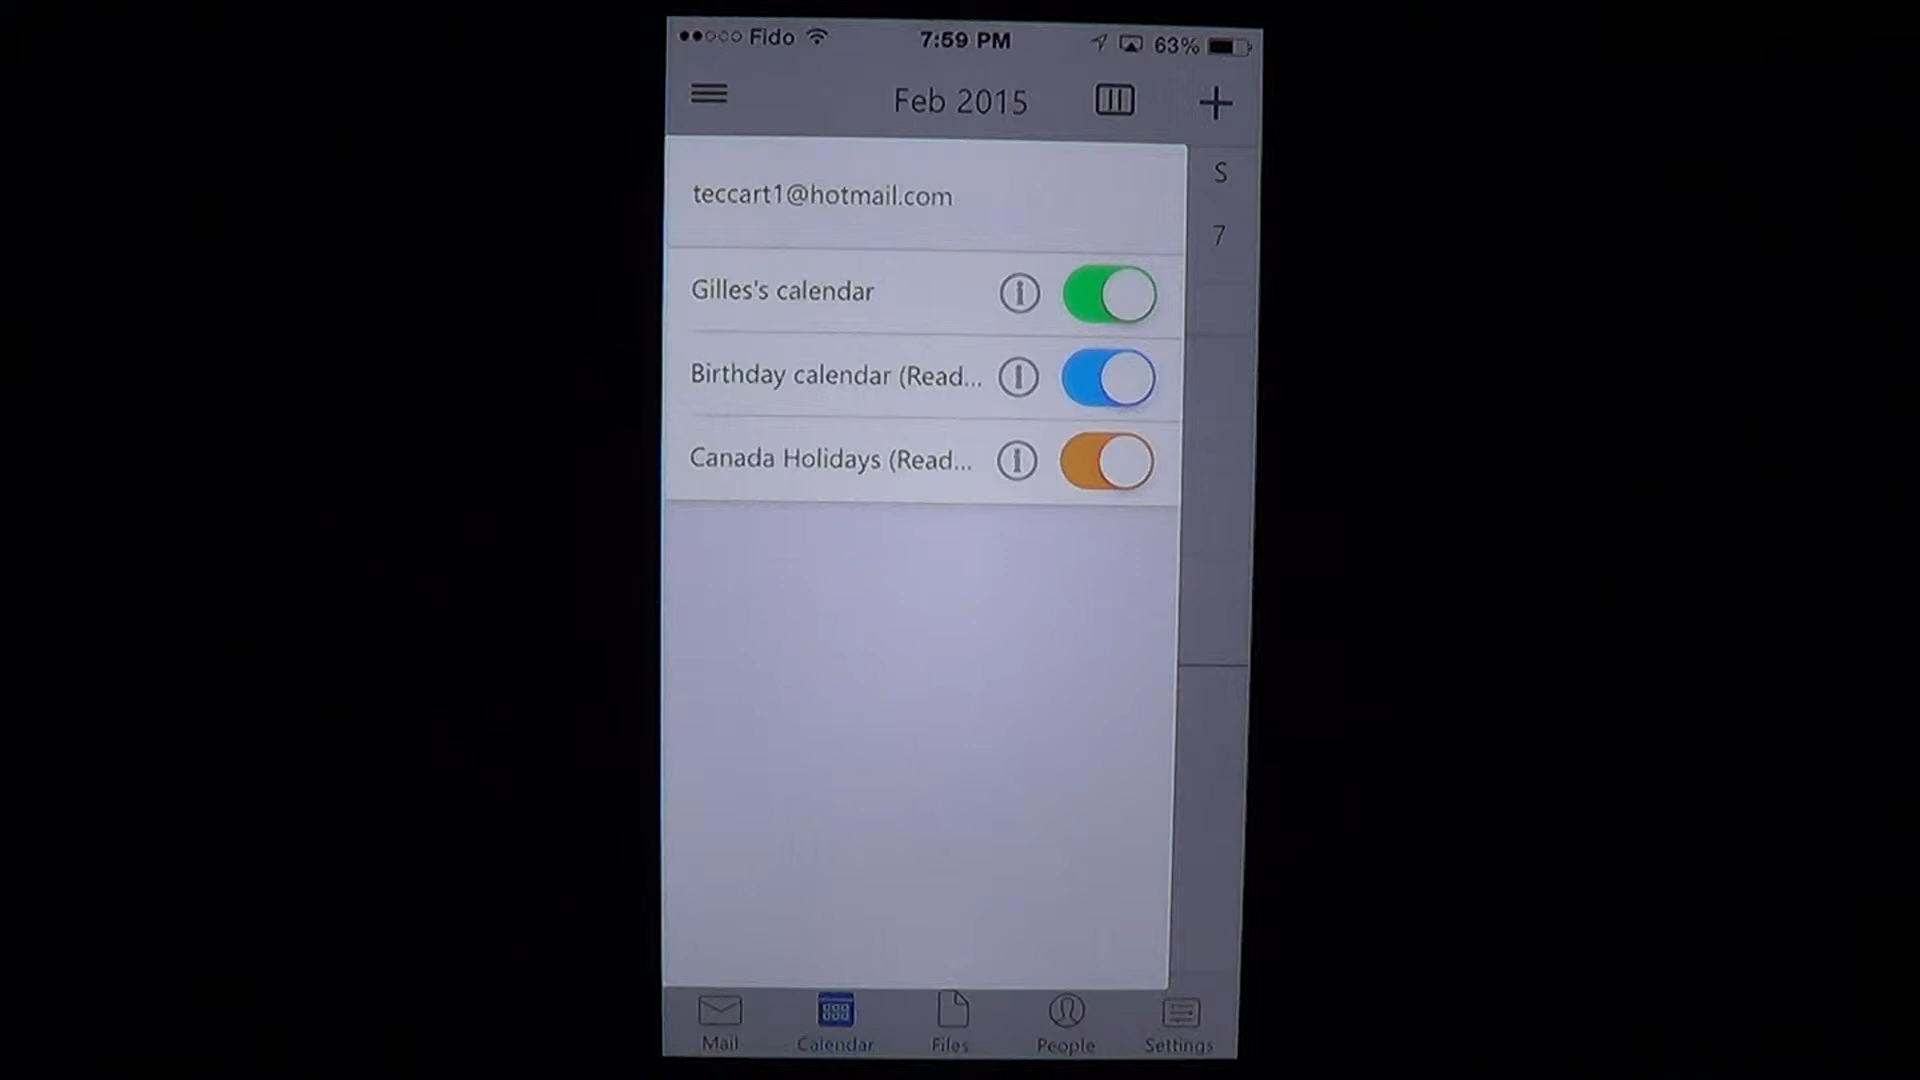 Fido 7:59 PM 63%
Feb 2015
S
7
teccart1@hotmail.com
Gilles's calendar
Birthday calendar (Read...
Canada Holidays (Read...
Mail Calendar Files People Settings